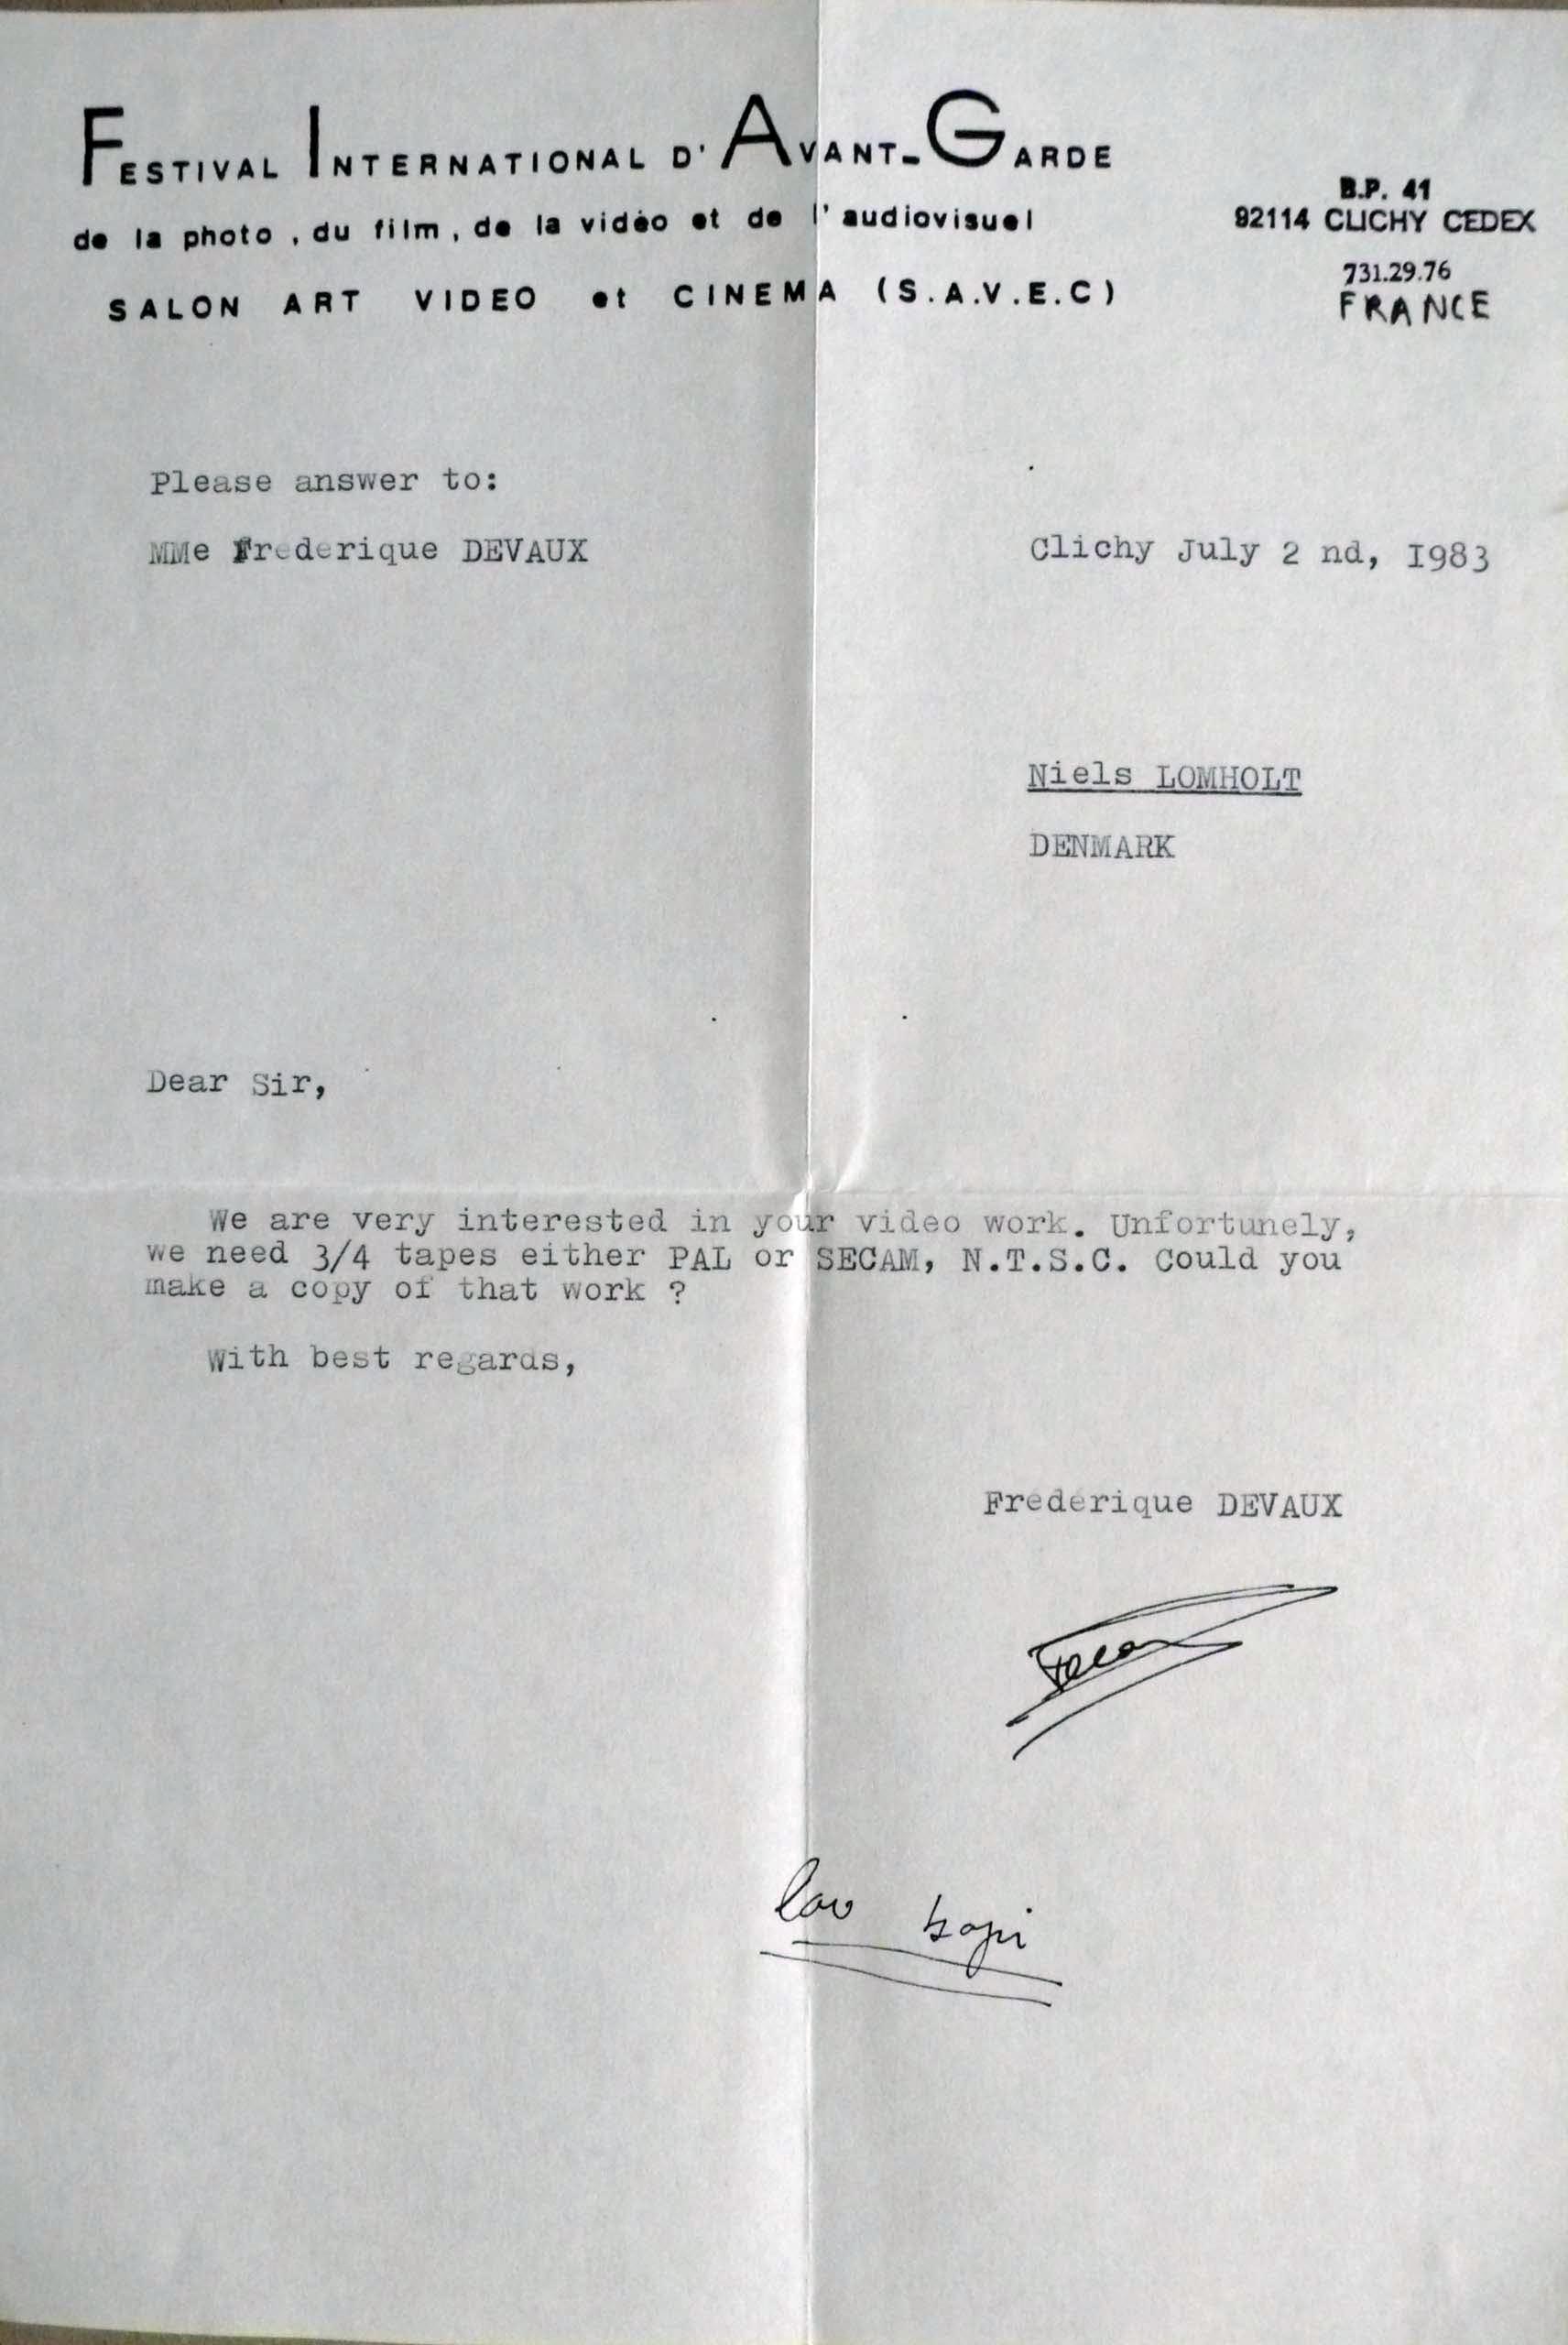 FESTIVAL INTERNATIONAL D'AVANT-GARDE
de la photo, du film, de la vidéo et de l'audiovisuel
SALON ART VIDEO et CINEMA (S.A.V.E.C)
B.P. 41
92114 CLICHY CEDEX
731.29.76
FRANCE
Please answer to:
MMe Frederique DEVAUX
Clichy July 2 nd, I983
Niels LOMHOLT
DENMARK
Dear Sir,
We are very interested in your video work. Unfortunely,
we need 3/4 tapes either PAL or SECAM, N.T.S.C. Could you
make a copy of that work ?
With best regards,
Frederique DEVAUX
lav kopi